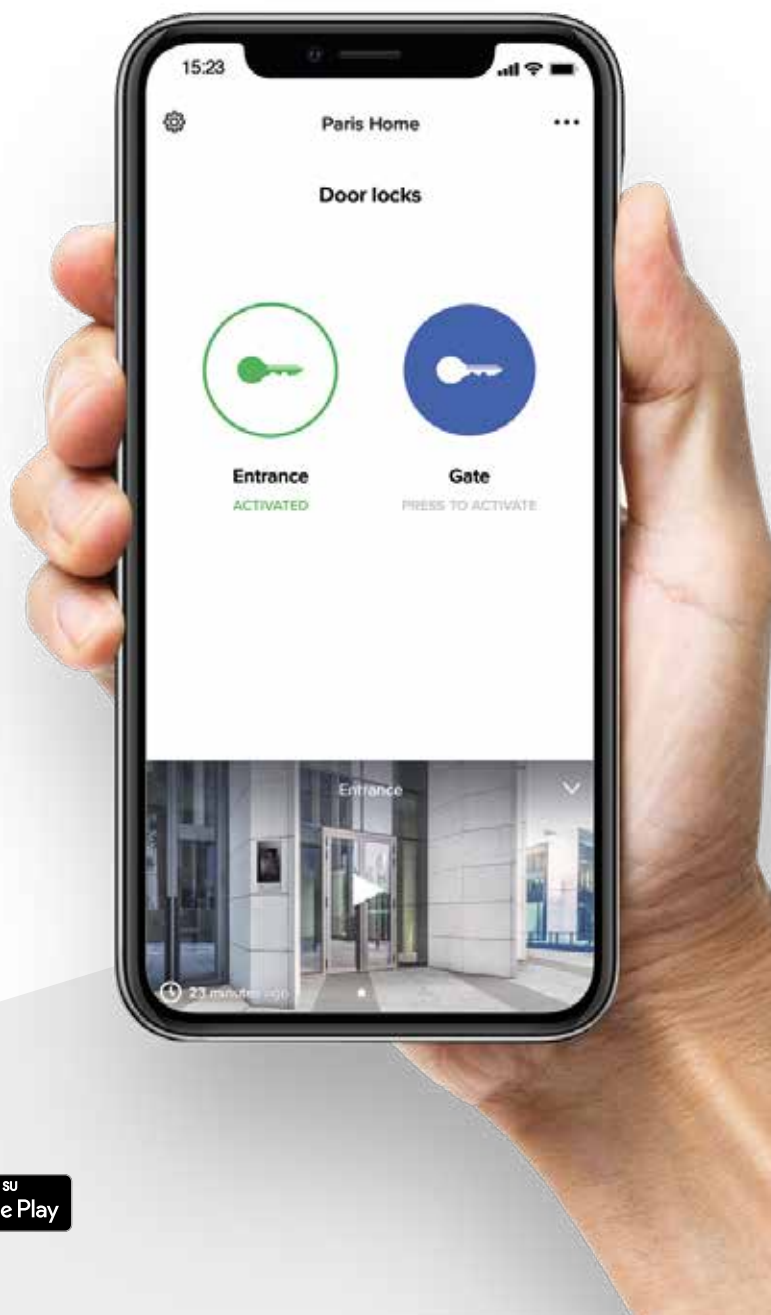 15:23
Paris Home
Door locks
Entrance
Gate
ACTIVATED
PRESS TO ACTIVATE
Entrance
23 minutes ago
SU
e Play